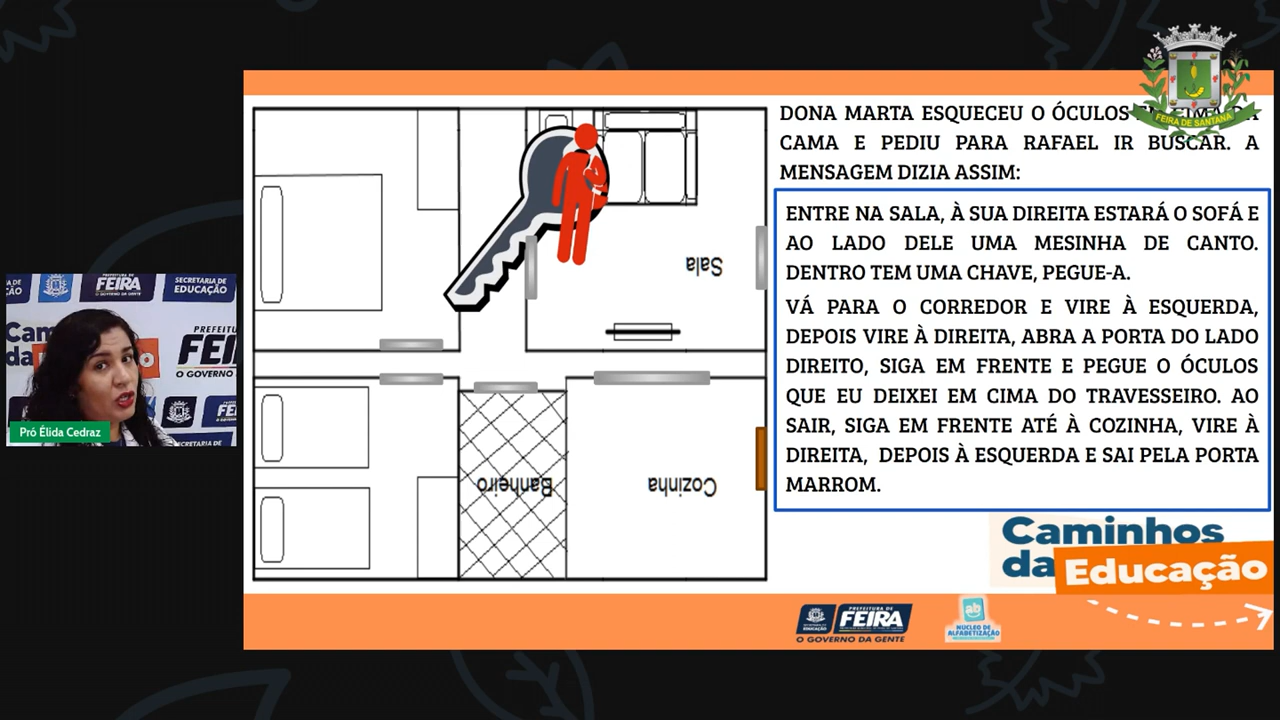 FEIRA DE SANTANA
DONA MARTA ESQUECEU O ÓCULOS
CAMA E PEDIU PARA RAFAEL IR BUSCAR. A
MENSAGEM DIZIA ASSIM:
ENTRE NA SALA, À SUA DIREITA ESTARÁ O SOFÁ E
AO LADO DELE UMA MESINHA DE CANTO.
DENTRO TEM UMA CHAVE, PEGUE-A.
VÁ PARA O CORREDOR E VIRE À ESQUERDA,
DEPOIS VIRE À DIREITA, ABRA A PORTA DO LADO
DIREITO, SIGA EM FRENTE E PEGUE O ÓCULOS
QUE EU DEIXEI EM CIMA DO TRAVESSEIRO. AO
SAIR, SIGA EM FRENTE ATÉ À COZINHA, VIRE À
DIREITA, DEPOIS À ESQUERDA E SAI PELA PORTA
MARROM.
Sala
Banheiro
Cozinha
PREFEITURA DE
FEIRA
O GOVERNO DA GENTE
SECRETARIA DE
EDUCAÇÃO
Pró Élida Cedraz
Caminhos
da Educação
PREFEITURA DE
FEIRA
O GOVERNO DA GENTE
ab
NÚCLEO DE
ALFABETIZAÇÃO